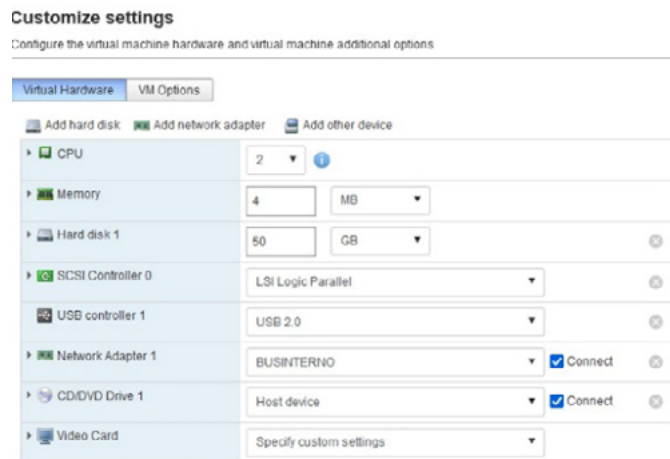 Customize settings
Configure the virtual machine hardware and virtual machine additional options
Virtual Hardware VM Options
Add hard disk Add network adapter Add other device
CPU 2
Memory 4 MB
Hard disk 1 50 GB
SCSI Controller 0 LSI Logic Parallel
USB controller 1 USB 2.0
Network Adapter 1 BUSINTERNO Connect
CD/DVD Drive 1 Host device Connect
Video Card Specify custom settings